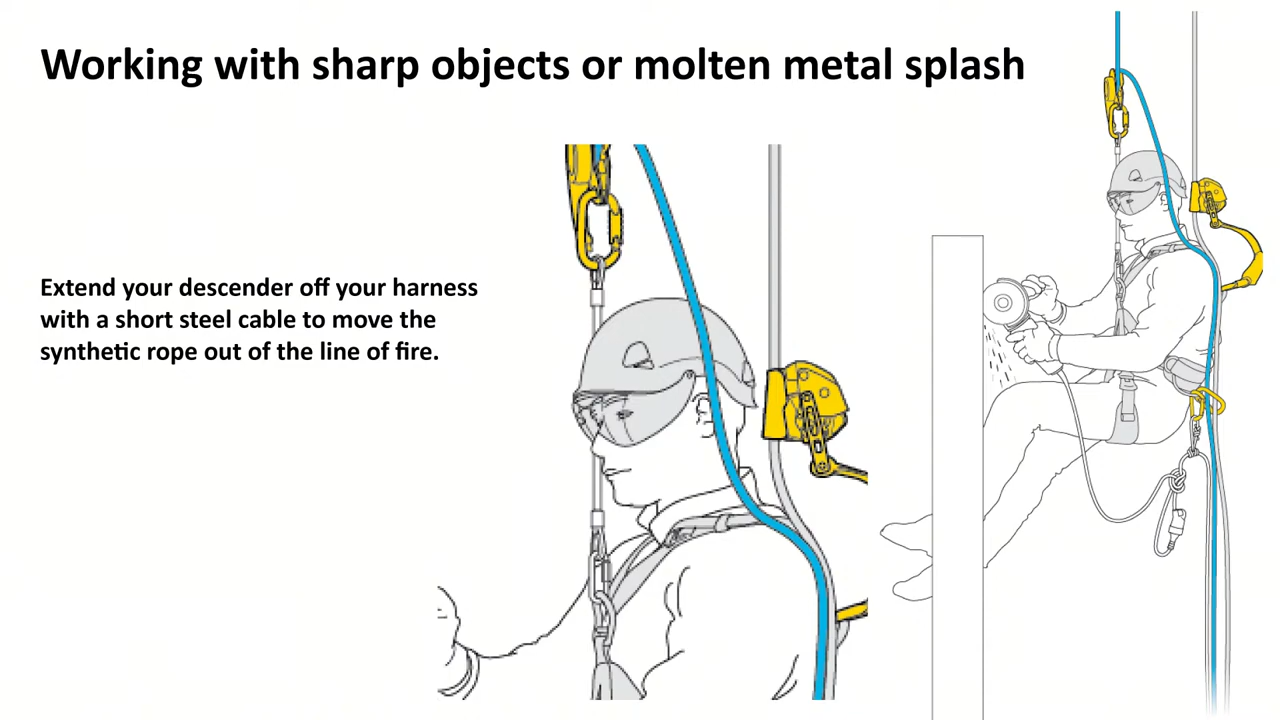 Working with sharp objects or molten metal splash
Extend your descender off your harness
with a short steel cable to move the
synthetic rope out of the line of fire.